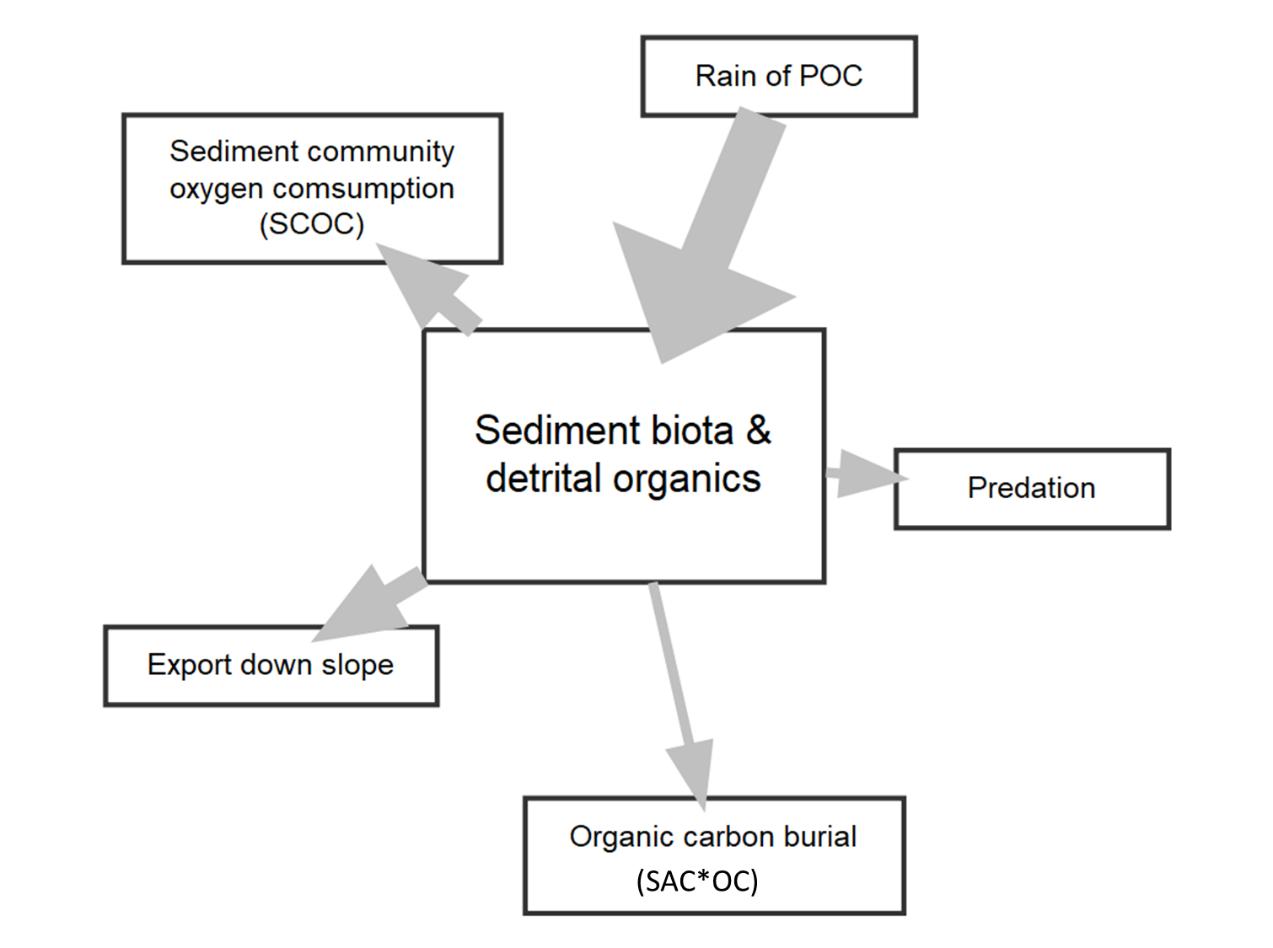 Rain of POC
Sediment community
oxygen comsumption
(SCOC)
Sediment biota &
detrital organics
Predation
Export down slope
Organic carbon burial
(SAC*OC)